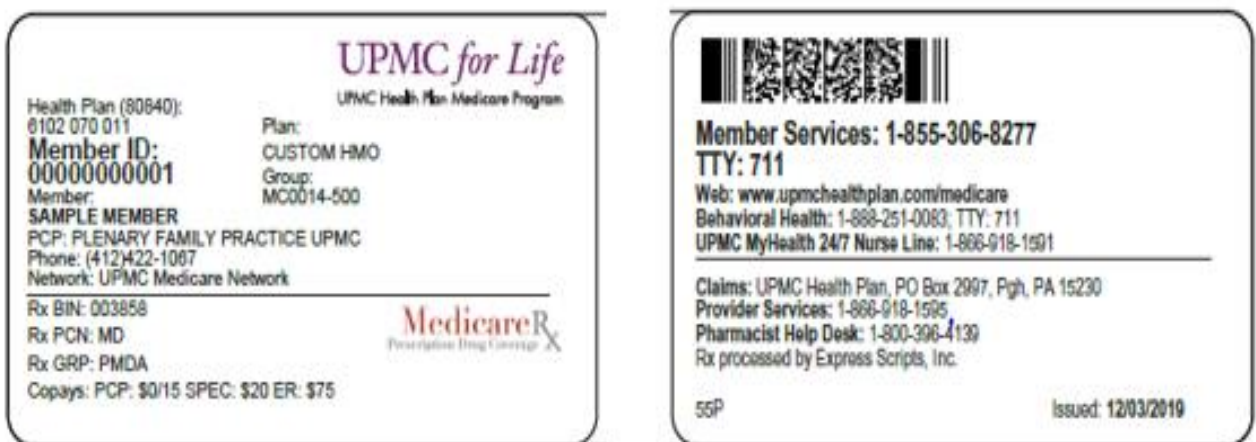 UPMC for Life
UPMC Health Plan Medicare Program
Health Plan (80840):
6102 070 011
Member ID:
00000000001
Member:
SAMPLE MEMBER
Plan:
CUSTOM HMO
Group:
MC0014-500
PCP: PLENARY FAMILY PRACTICE UPMC
Phone: (412)422-1067
Network: UPMC Medicare Network
Rx BIN: 003858
Rx PCN: MD
Rx GRP: PMDA
Copays: PCP: $0/15 SPEC: $20 ER: $75
MedicareRx
Prescription Drug Coverage
Member Services: 1-855-306-8277
TTY: 711
Web: www.upmchealthplan.com/medicare
Behavioral Health: 1-888-251-0083; TTY: 711
UPMC MyHealth 24/7 Nurse Line: 1-866-918-1591
Claims: UPMC Health Plan, PO Box 2997, Pgh, PA 15230
Provider Services: 1-866-918-1595
Pharmacist Help Desk: 1-800-396-4139
Rx processed by Express Scripts, Inc.
55P
Issued: 12/03/2019